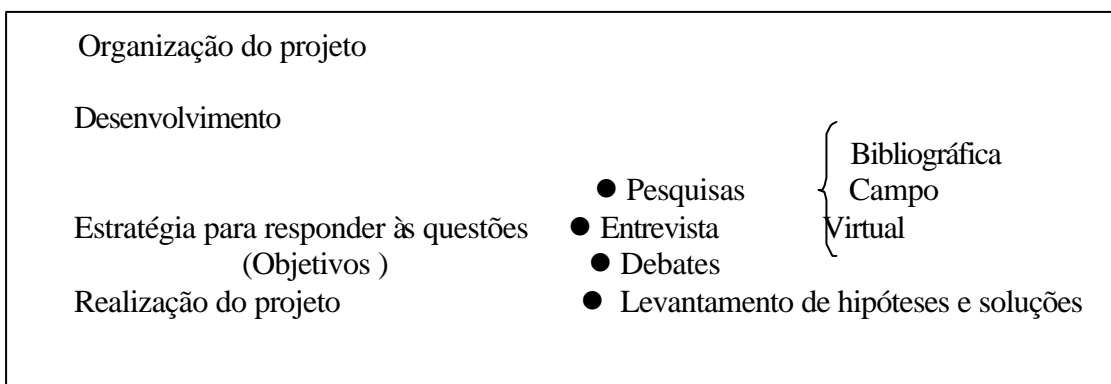 Organização do projeto
Desenvolvimento
Bibliográfica
● Pesquisas Campo
Estratégia para responder às questões ● Entrevista Virtual
(Objetivos ) ● Debates
Realização do projeto ● Levantamento de hipóteses e soluções